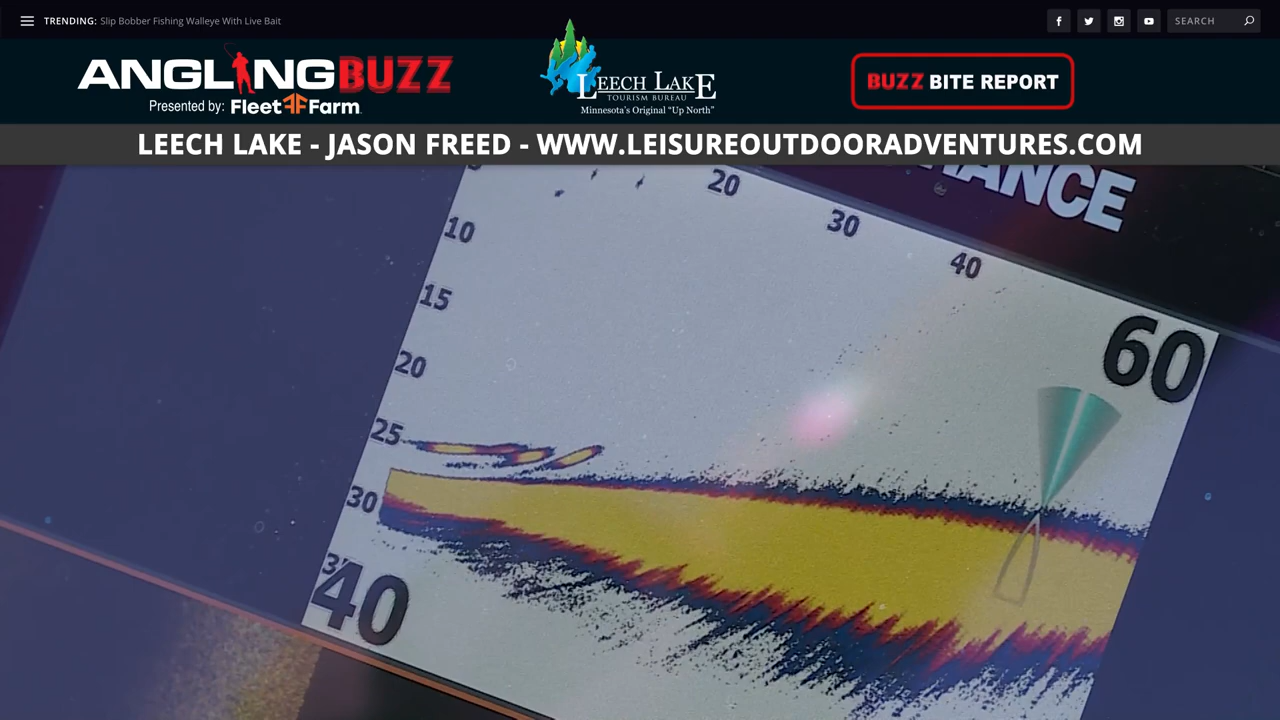 TRENDING: Slip Bobber Fishing Walleye With Live Bait
SEARCH
ANGLINGBUZZ
Presented by: Fleet Farm
LEECH LAKE
TOURISM BUREAU
Minnesota's Original "Up North"
BUZZ BITE REPORT
LEECH LAKE - JASON FREED - WWW.LEISUREOUTDOORADVENTURES.COM
20
30
40
60
10
15
20
25
30
40